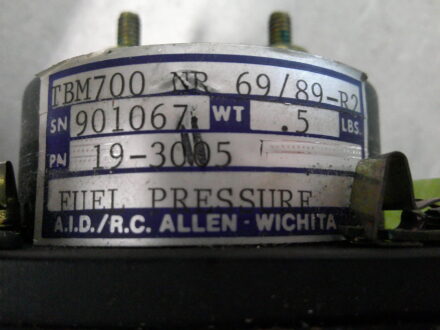 TBM700 NR 69/89-R2
SN 901067 WT .5 LBS.
PN 19-3005
FUEL PRESSURE
A.I.D./R.C. ALLEN - WICHITA